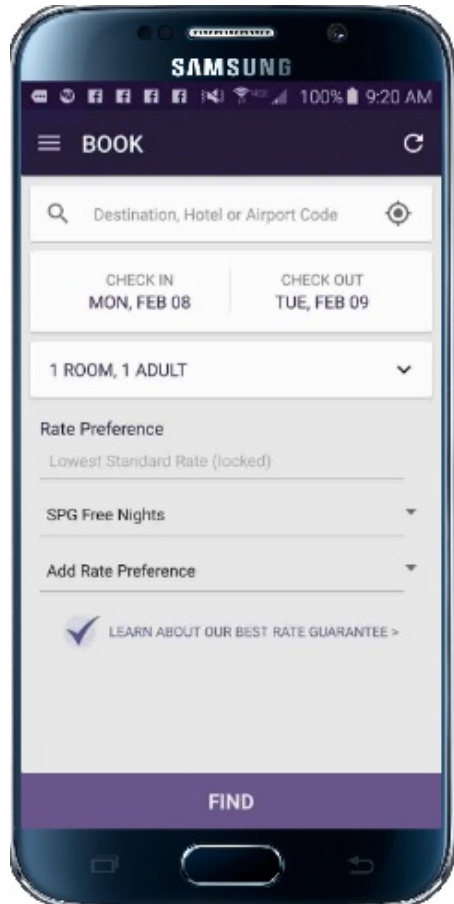 SAMSUNG
100% 9:20 AM
BOOK
Destination, Hotel or Airport Code
CHECK IN
MON, FEB 08
CHECK OUT
TUE, FEB 09
1 ROOM, 1 ADULT
Rate Preference
Lowest Standard Rate (locked)
SPG Free Nights
Add Rate Preference
LEARN ABOUT OUR BEST RATE GUARANTEE >
FIND